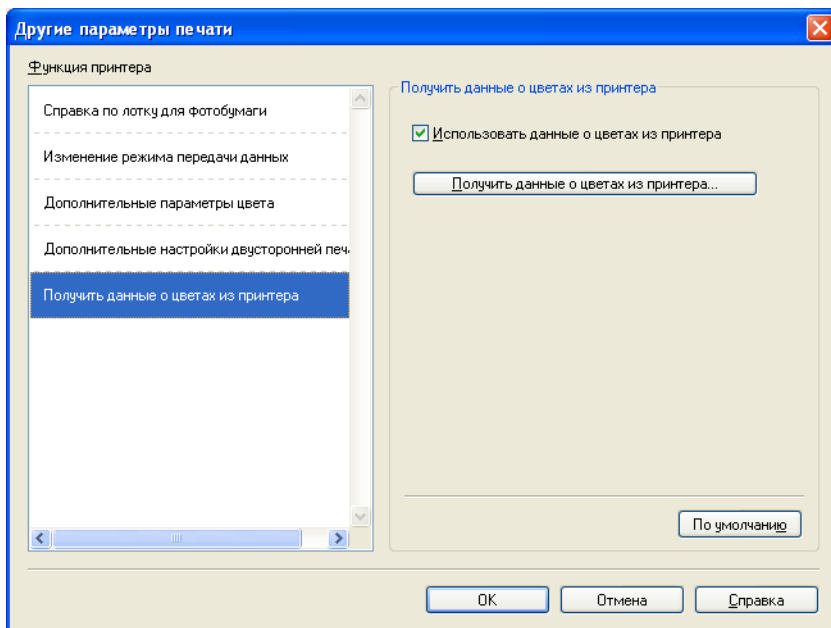 Другие параметры печати
Функция принтера
Справка по лотку для фотобумаги
Изменение режима передачи данных
Дополнительные параметры цвета
Дополнительные настройки двусторонней печ
Получить данные о цветах из принтера
Получить данные о цветах из принтера
Использовать данные о цветах из принтера
Получить данные о цветах из принтера...
По умолчанию
ОК
Отмена
Справка